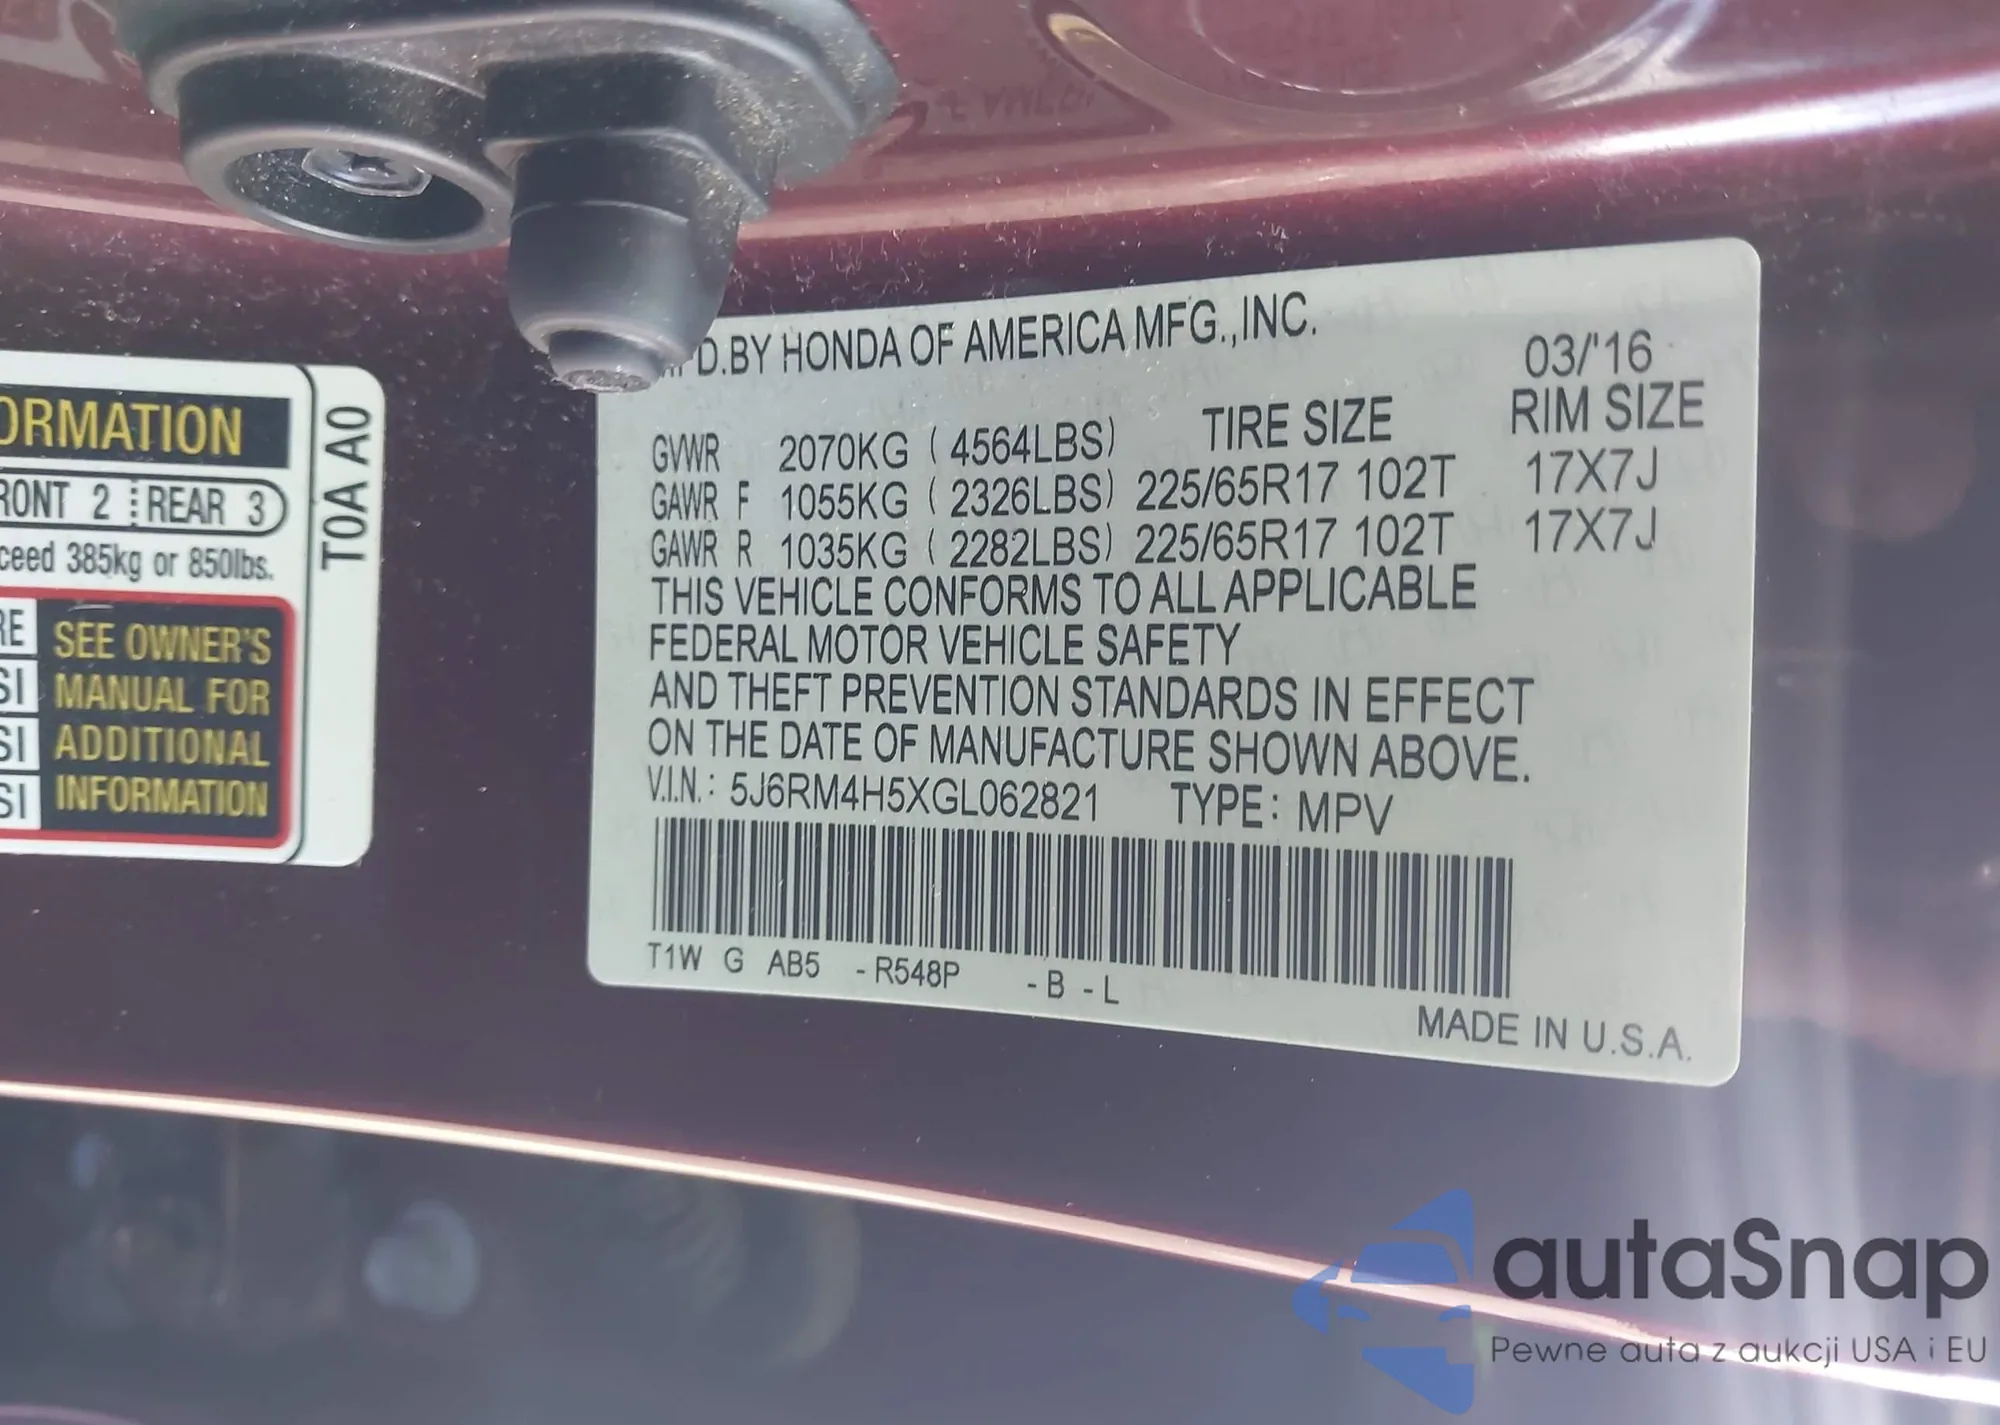 ORMATION
RONT 2 REAR 3
ceed 385kg or 850lbs.
RE
SI
SI
SI
SEE OWNER'S
MANUAL FOR
ADDITIONAL
INFORMATION
T0A A0
D.BY HONDA OF AMERICA MFG.,INC.
03/'16
TIRE SIZE RIM SIZE
GVWR 2070KG ( 4564LBS)
GAWR F 1055KG ( 2326LBS) 225/65R17 102T 17X7J
GAWR R 1035KG ( 2282LBS) 225/65R17 102T 17X7J
THIS VEHICLE CONFORMS TO ALL APPLICABLE
FEDERAL MOTOR VEHICLE SAFETY
AND THEFT PREVENTION STANDARDS IN EFFECT
ON THE DATE OF MANUFACTURE SHOWN ABOVE.
V.I.N.: 5J6RM4H5XGL062821 TYPE: MPV
T1W G AB5 -R548P -B -L
MADE IN U.S.A.
autaSnap
Pewne auta z aukcji USA i EU